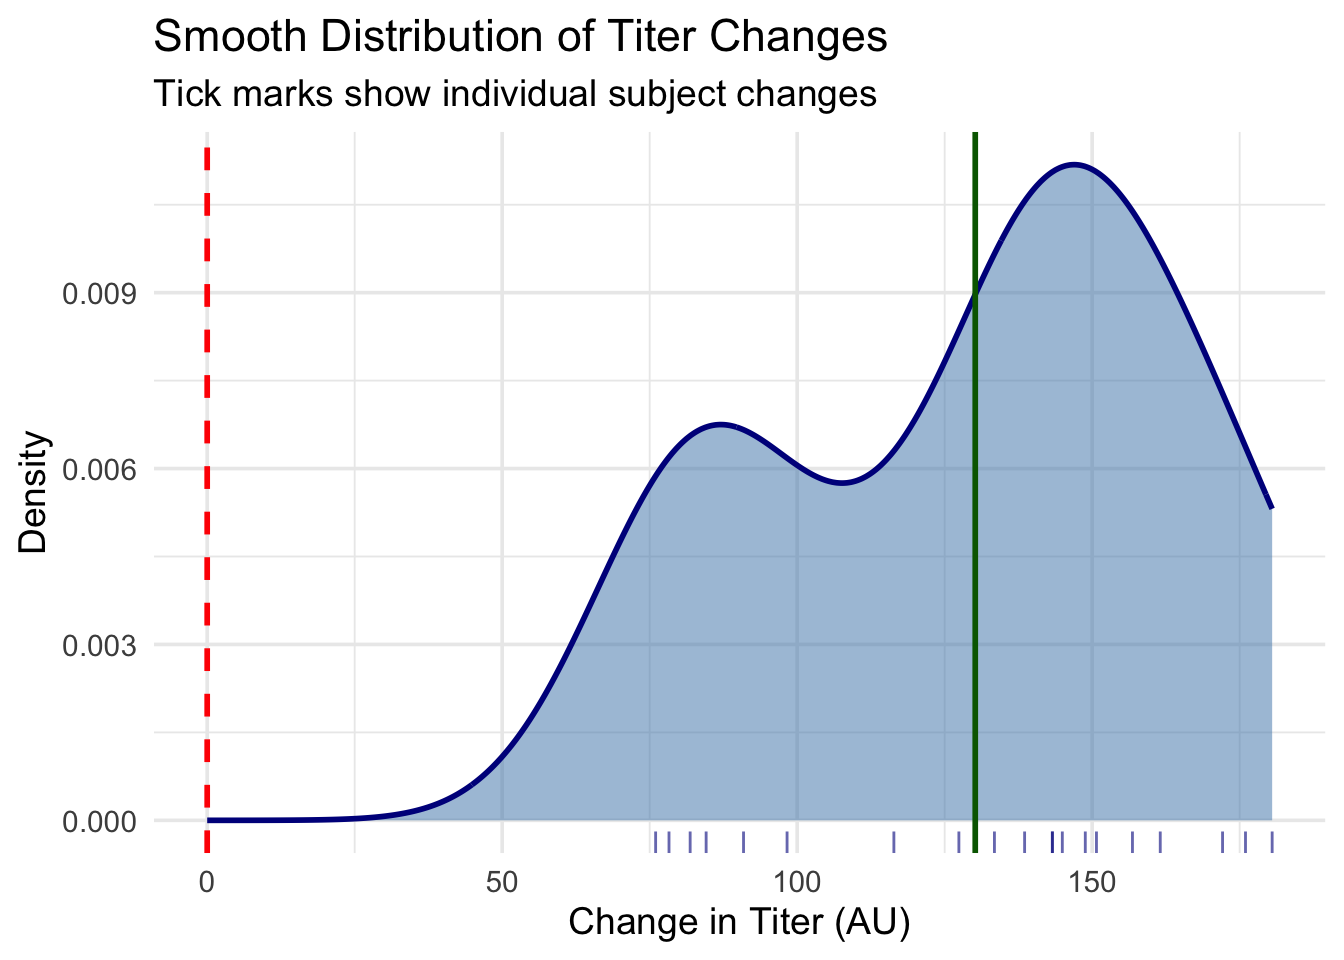 Smooth Distribution of Titer Changes
Tick marks show individual subject changes
Density
0.009
0.006
0.003
0.000
0 50 100 150
Change in Titer (AU)